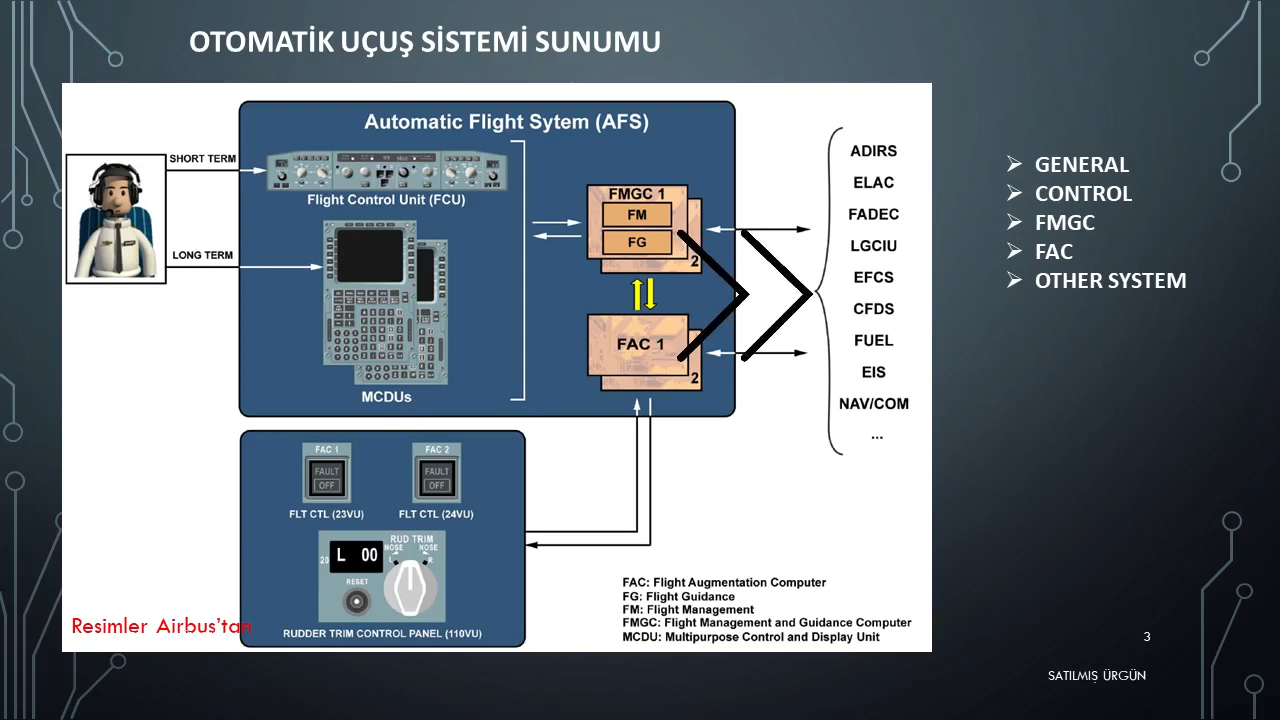 OTOMATİK UÇUŞ SİSTEMİ SUNUMU
Automatic Flight Sytem (AFS)
SHORT TERM
LONG TERM
Flight Control Unit (FCU)
MCDUs
FMGC 1
FM
FG
2
FAC 1
2
ADIRS
ELAC
FADEC
LGCIU
EFCS
CFDS
FUEL
EIS
NAV/COM
...
FAC 1
FAULT
OFF
FLT CTL (23VU)
FAC 2
FAULT
OFF
FLT CTL (24VU)
RUD TRIM
NOSE
NOSE
L
R
20
L 00
RESET
RUDDER TRIM CONTROL PANEL (110VU)
Resimler Airbus’tan
FAC: Flight Augmentation Computer
FG: Flight Guidance
FM: Flight Management
FMGC: Flight Management and Guidance Computer
MCDU: Multipurpose Control and Display Unit
GENERAL
CONTROL
FMGC
FAC
OTHER SYSTEM
3
SATILMIŞ ÜRGÜN